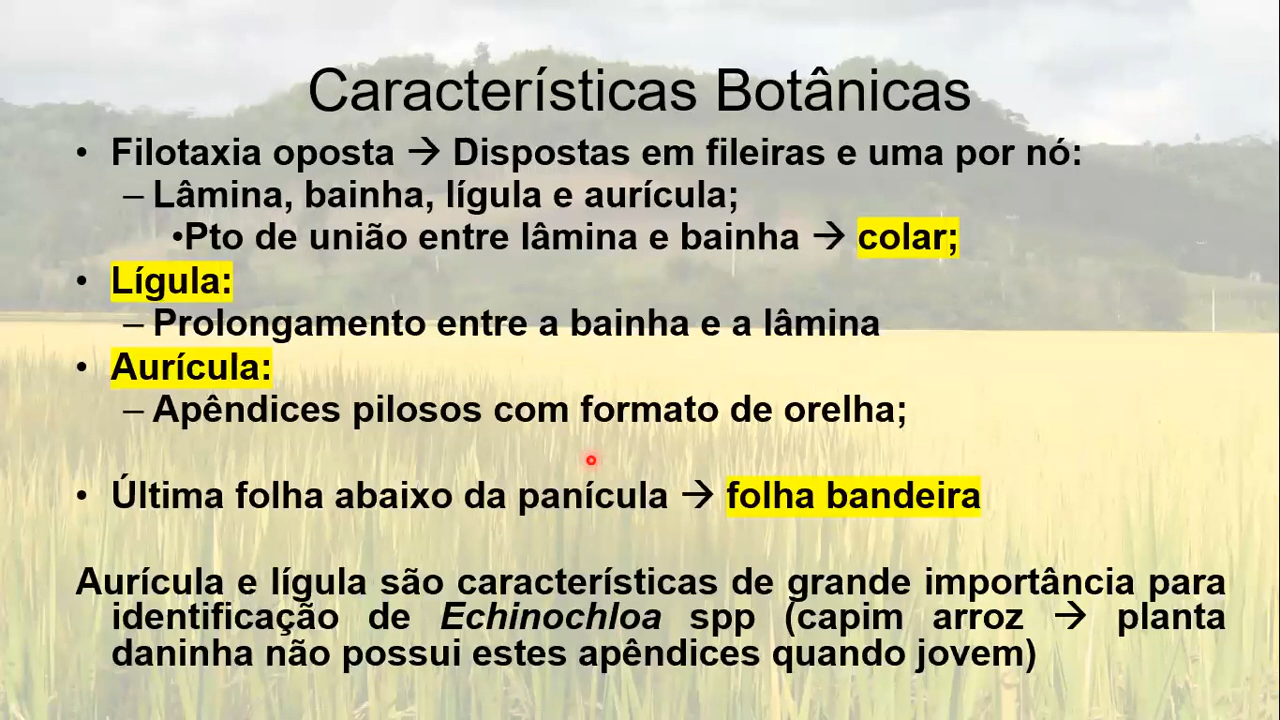 Características Botânicas
• Filotaxia oposta → Dispostas em fileiras e uma por nó:
– Lâmina, bainha, lígula e aurícula;
•Pto de união entre lâmina e bainha → colar;
• Lígula:
– Prolongamento entre a bainha e a lâmina
• Aurícula:
– Apêndices pilosos com formato de orelha;
• Última folha abaixo da panícula → folha bandeira
Aurícula e lígula são características de grande importância para
identificação de Echinochloa spp (capim arroz → planta
daninha não possui estes apêndices quando jovem)